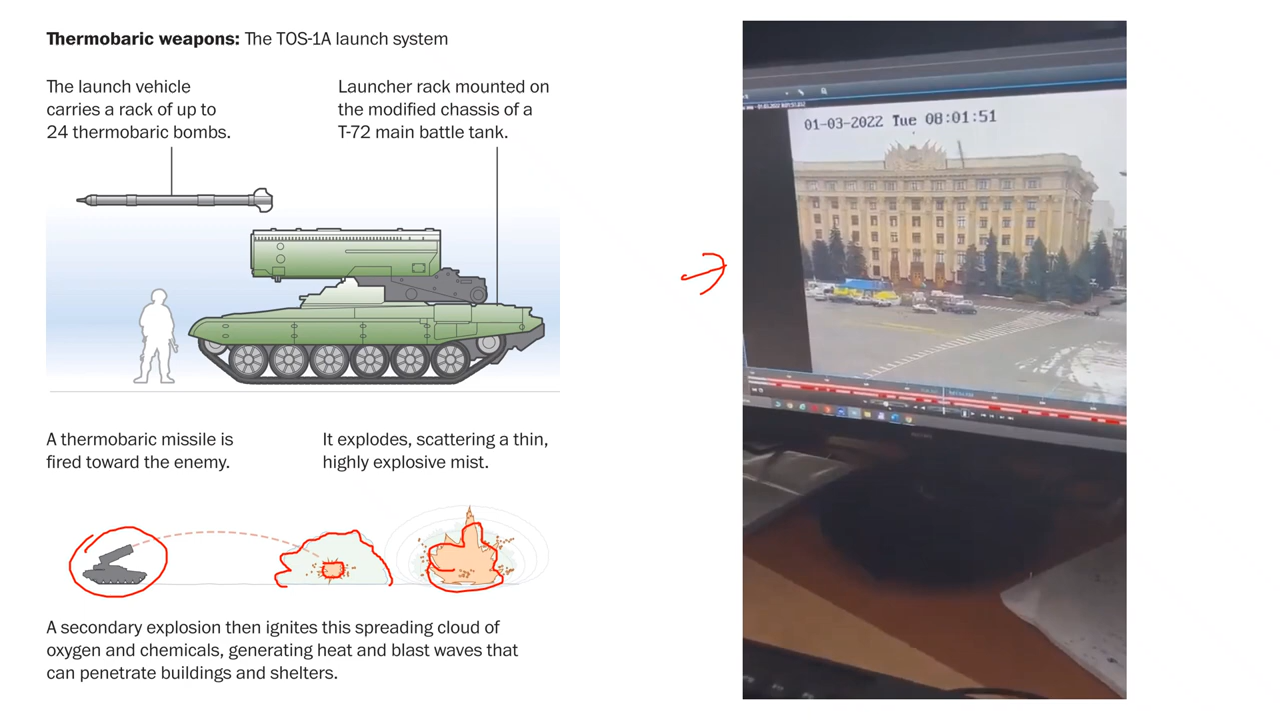 Thermobaric weapons: The TOS-1A launch system
The launch vehicle
carries a rack of up to
24 thermobaric bombs.
Launcher rack mounted on
the modified chassis of a
T-72 main battle tank.
A thermobaric missile is
fired toward the enemy.
It explodes, scattering a thin,
highly explosive mist.
A secondary explosion then ignites this spreading cloud of
oxygen and chemicals, generating heat and blast waves that
can penetrate buildings and shelters.
01-03-2022 Tue 08:01:51